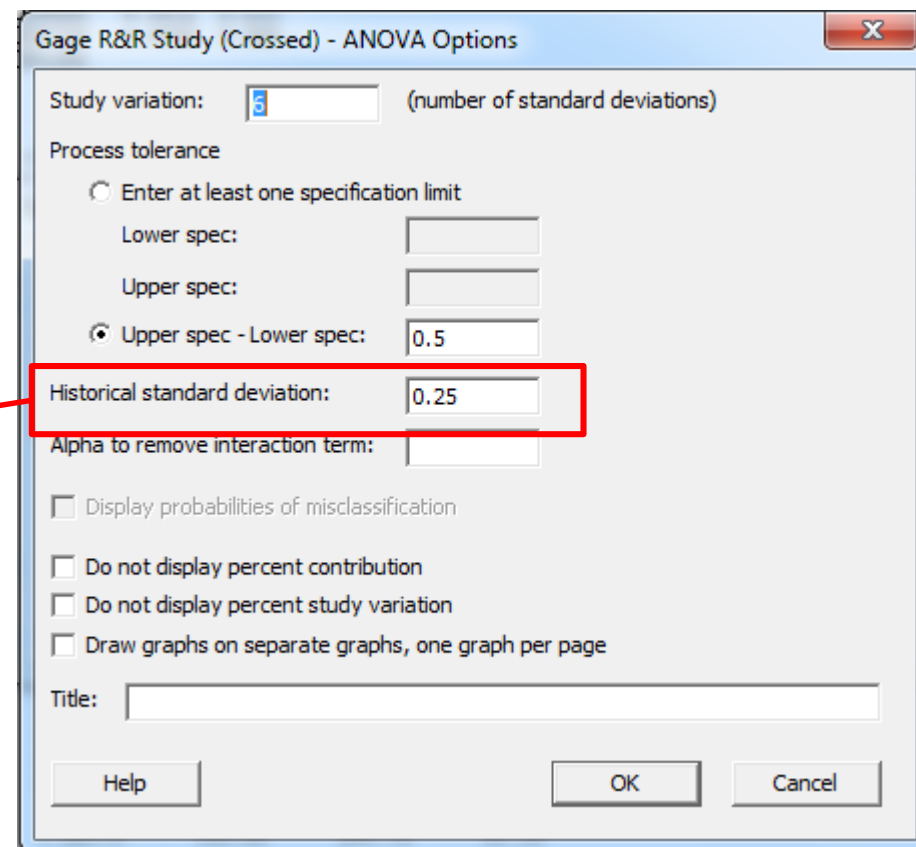 Gage R&R Study (Crossed) - ANOVA Options
Study variation: 6 (number of standard deviations)
Process tolerance
Enter at least one specification limit
Lower spec:
Upper spec:
Upper spec - Lower spec: 0.5
Historical standard deviation: 0.25
Alpha to remove interaction term:
Display probabilities of misclassification
Do not display percent contribution
Do not display percent study variation
Draw graphs on separate graphs, one graph per page
Title:
Help OK Cancel